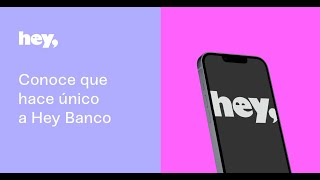 hey,
Conoce que
hace único
a Hey Banco
hey,